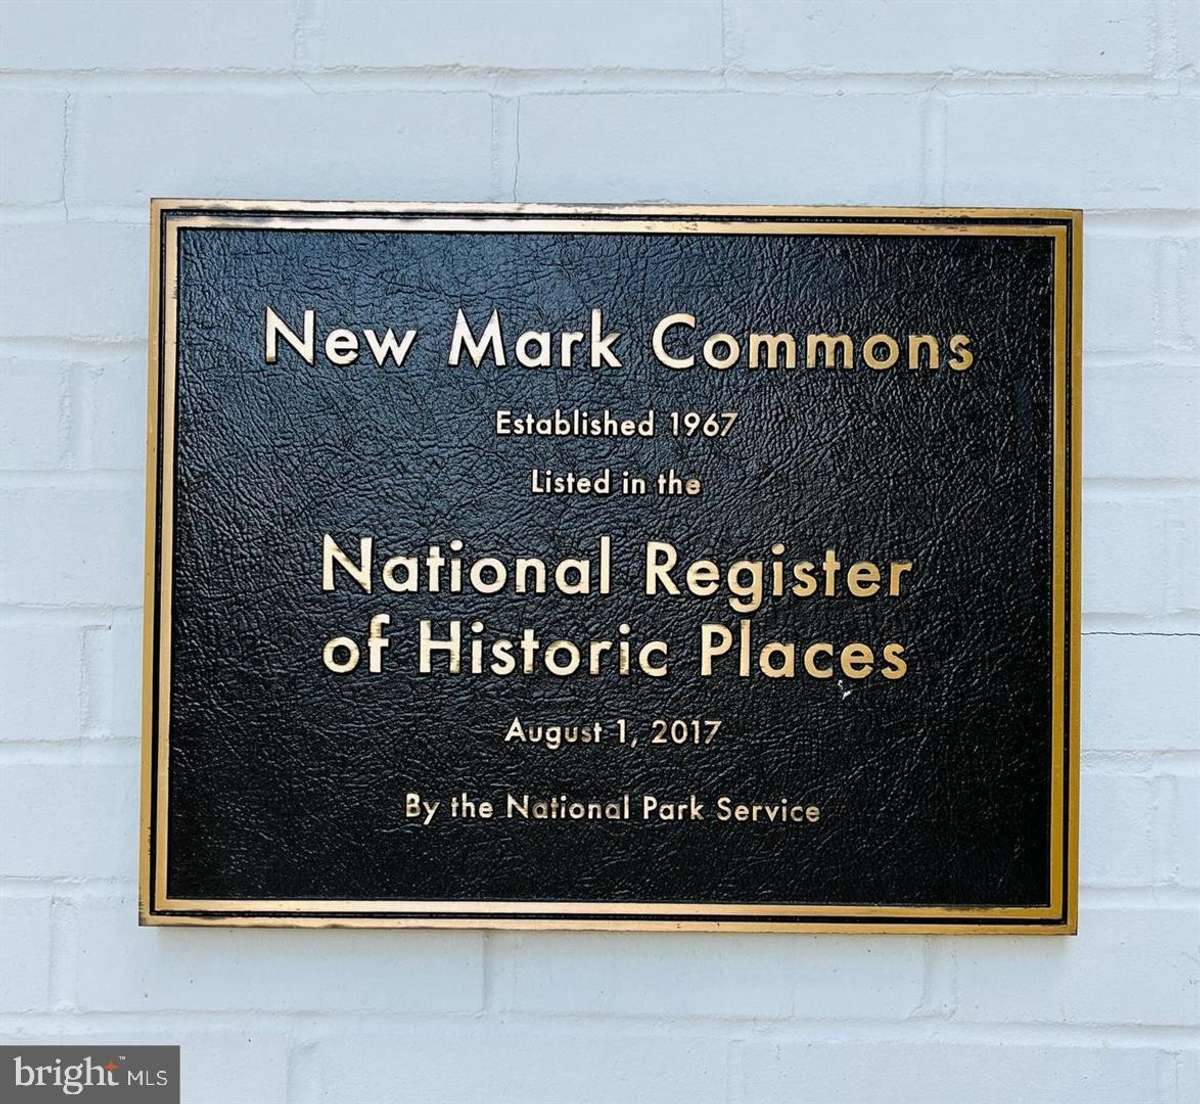 New Mark Commons
Established 1967
Listed in the
National Register
of Historic Places
August 1, 2017
By the National Park Service
bright™ MLS